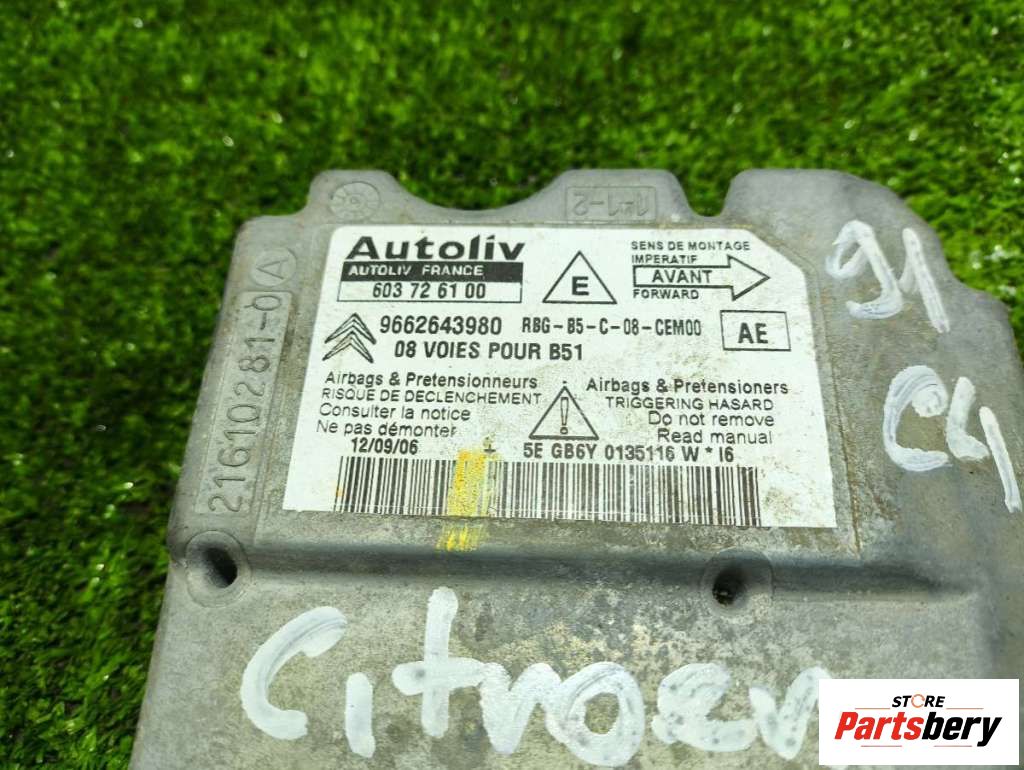 1-1-2
Autoliv
AUTOLIV FRANCE
603 72 61 00
E
SENS DE MONTAGE
IMPERATIF
AVANT
FORWARD
9662643980 RBG-B5-C-08-CEM00 AE
08 VOIES POUR B51
Airbags & Pretensionneurs
RISQUE DE DECLENCHEMENT
Consulter la notice
Ne pas démonter
12/09/06
Airbags & Pretensioners
TRIGGERING HASARD
Do not remove
Read manual
5E GB6Y 0135116 W * I6
21610281-0 A
91
C4
Citroen
STORE
Partsbery